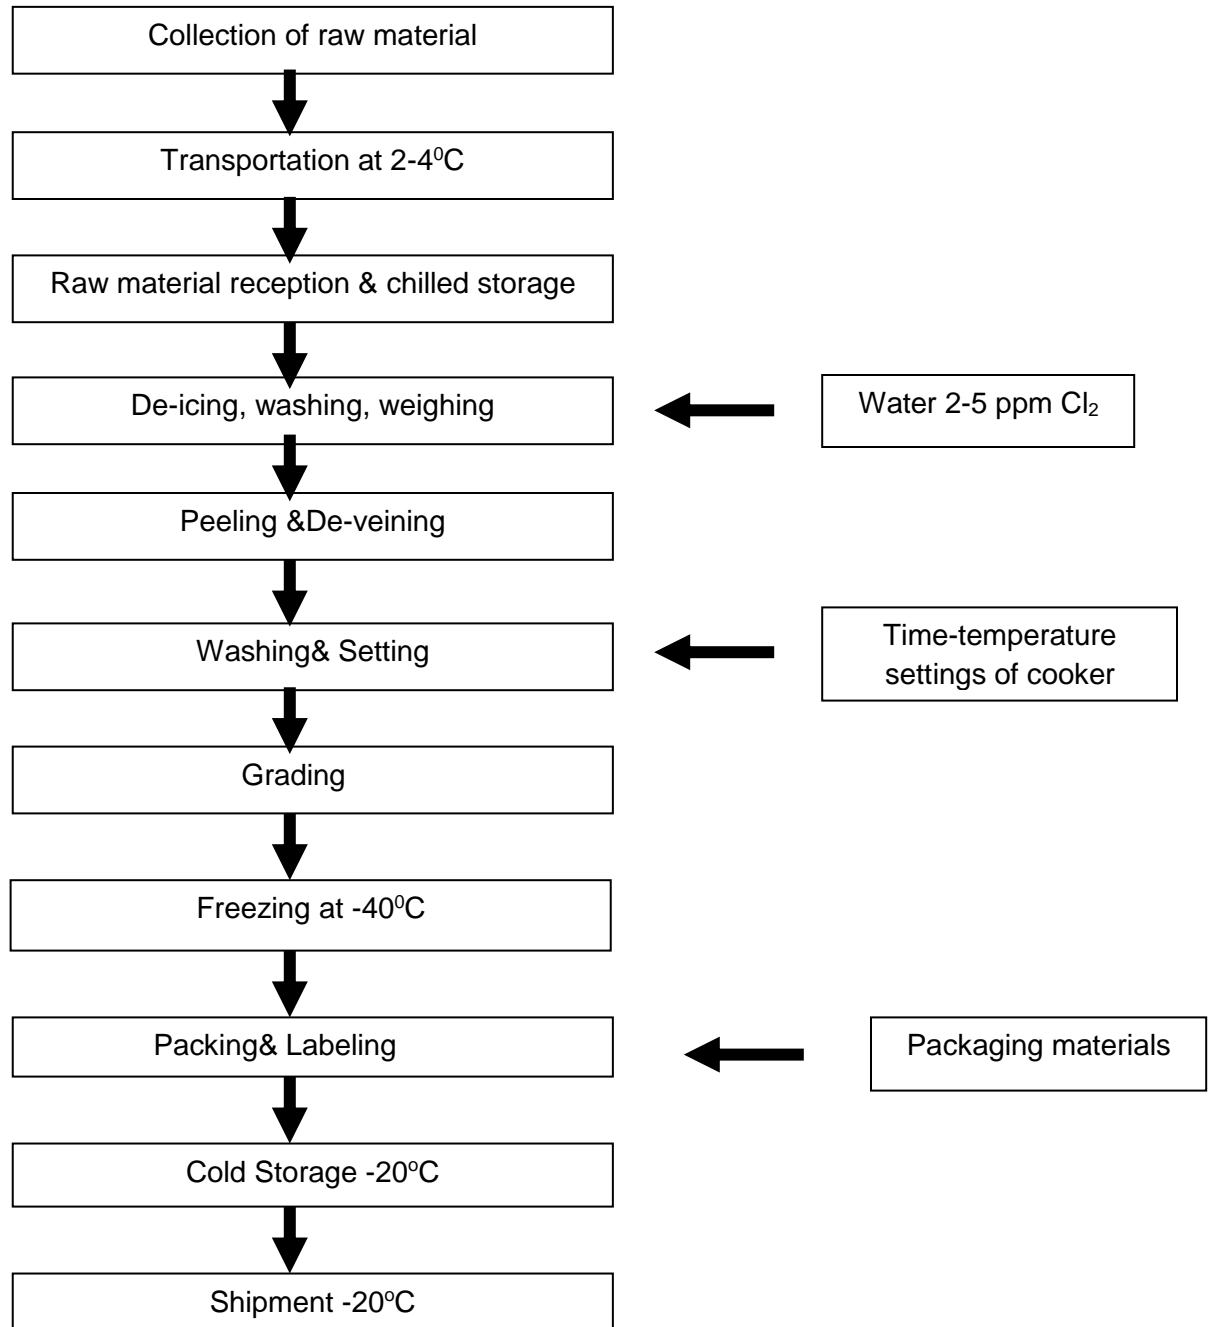 Collection of raw material
Transportation at 2-4⁰C
Raw material reception & chilled storage
De-icing, washing, weighing
Water 2-5 ppm Cl₂
Peeling &De-veining
Washing& Setting
Time-temperature
settings of cooker
Grading
Freezing at -40⁰C
Packing& Labeling
Packaging materials
Cold Storage -20ºC
Shipment -20ºC